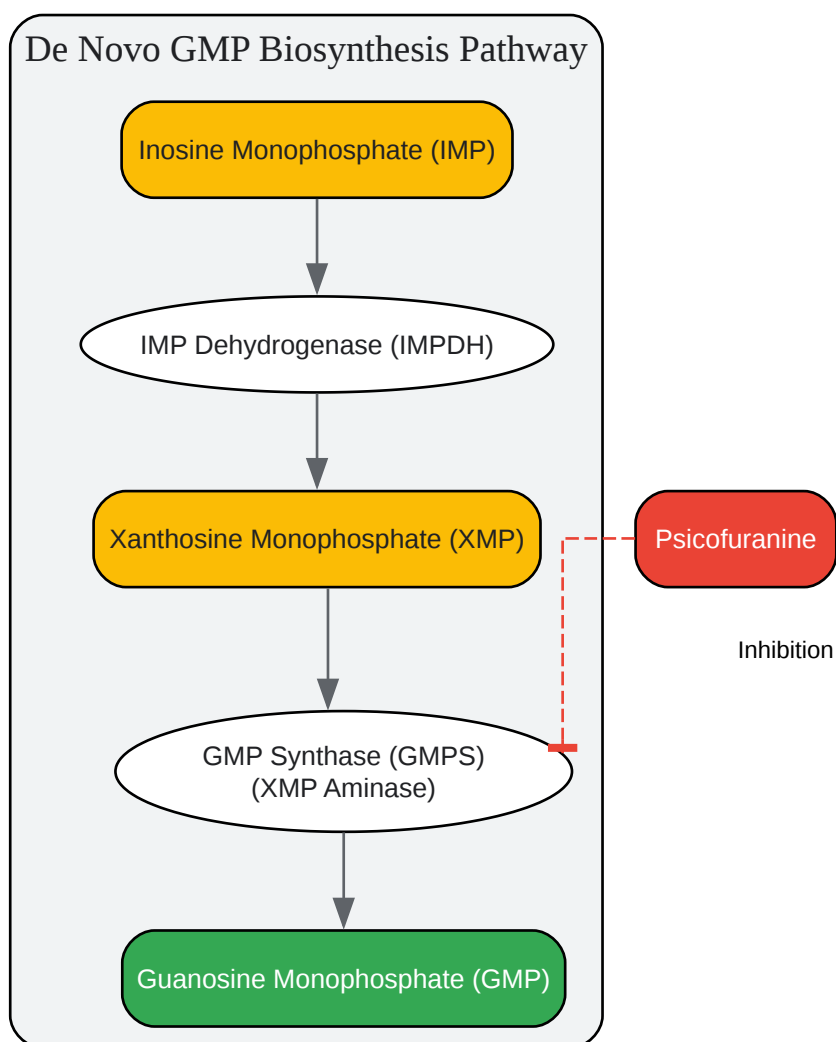 De Novo GMP Biosynthesis Pathway
Inosine Monophosphate (IMP)
IMP Dehydrogenase (IMPDH)
Xanthosine Monophosphate (XMP)
Psicofuranine
Inhibition
GMP Synthase (GMPS)
(XMP Aminase)
Guanosine Monophosphate (GMP)